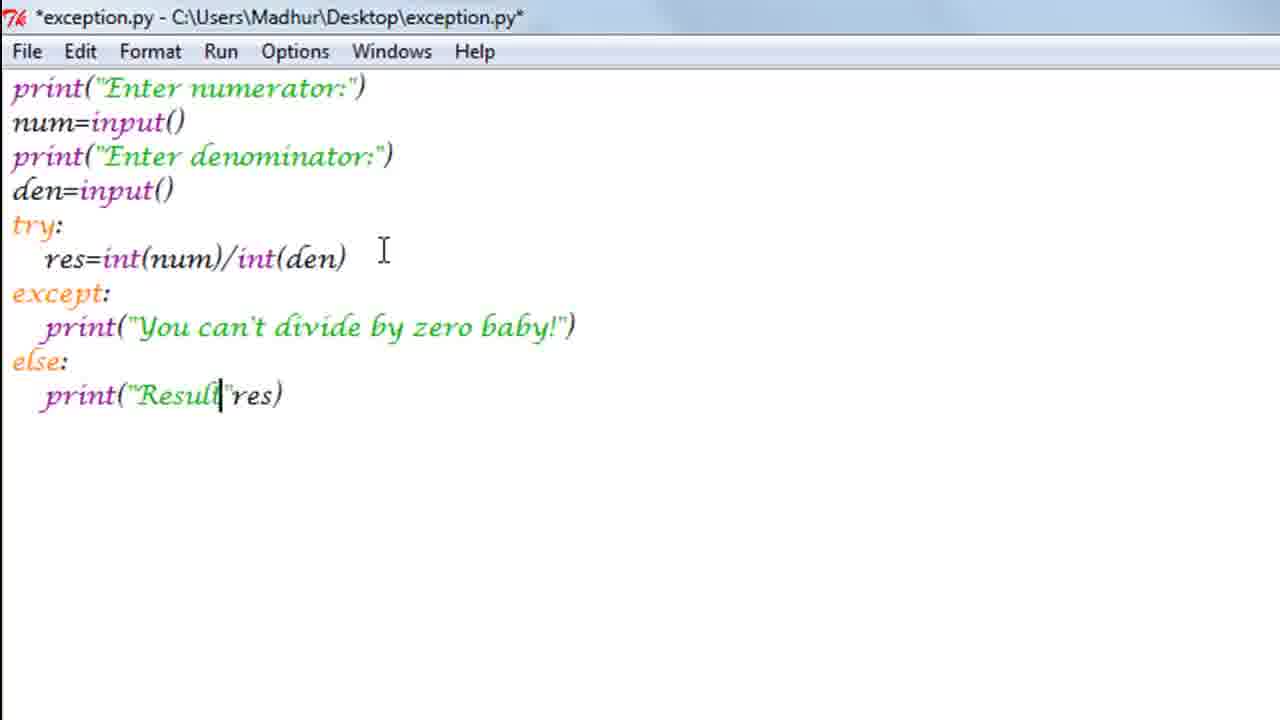 *exception.py - C:\Users\Madhur\Desktop\exception.py*
File Edit Format Run Options Windows Help
print("Enter numerator:")
num=input()
print("Enter denominator:")
den=input()
try:
    res=int(num)/int(den)
except:
    print("You can't divide by zero baby!")
else:
    print("Result"res)